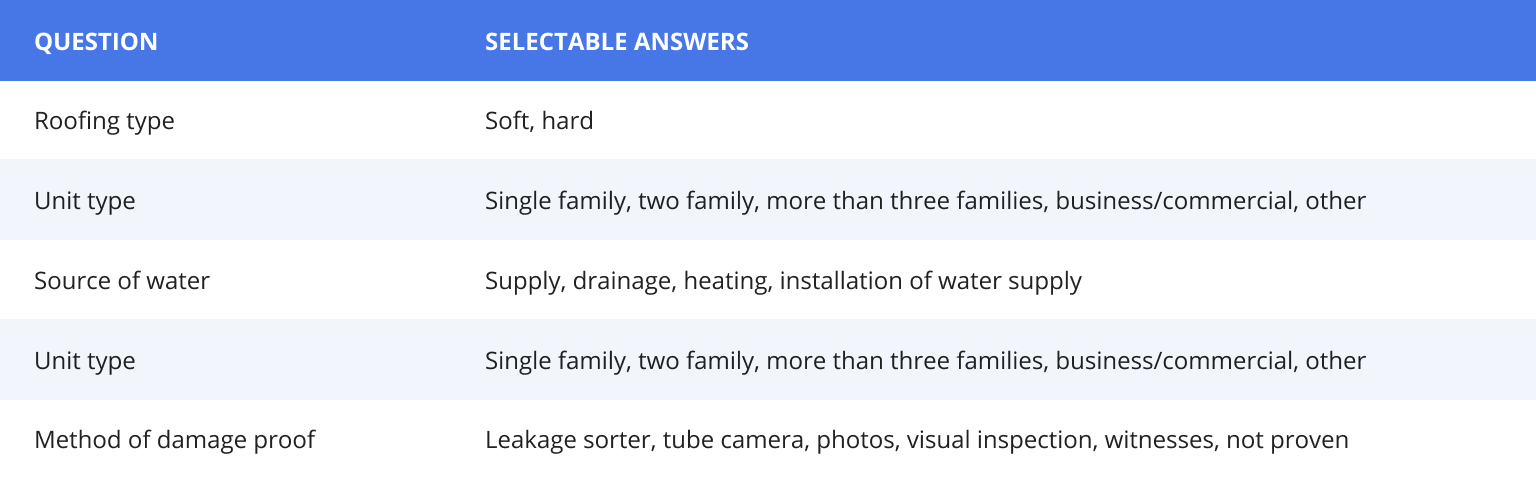 QUESTION SELECTABLE ANSWERS
Roofing type Soft, hard
Unit type Single family, two family, more than three families, business/commercial, other
Source of water Supply, drainage, heating, installation of water supply
Unit type Single family, two family, more than three families, business/commercial, other
Method of damage proof Leakage sorter, tube camera, photos, visual inspection, witnesses, not proven